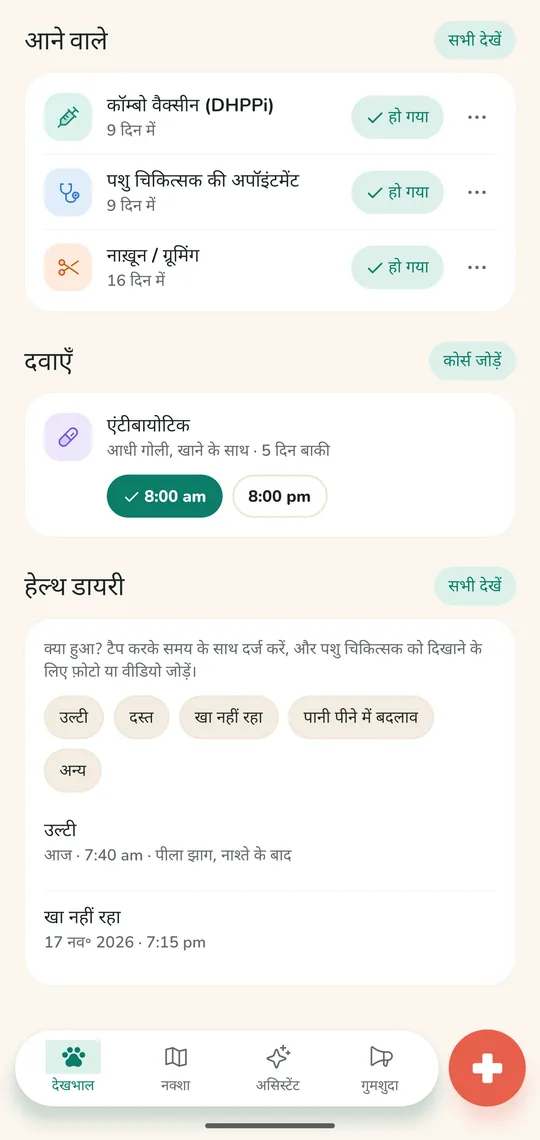 आने वाले
सभी देखें
कॉम्बो वैक्सीन (DHPPi)
9 दिन में
हो गया
पशु चिकित्सक की अपॉइंटमेंट
9 दिन में
हो गया
नाख़ून / ग्रूमिंग
16 दिन में
हो गया
दवाएँ
कोर्स जोड़ें
एंटीबायोटिक
आधी गोली, खाने के साथ · 5 दिन बाकी
8:00 am
8:00 pm
हेल्थ डायरी
सभी देखें
क्या हुआ? टैप करके समय के साथ दर्ज करें, और पशु चिकित्सक को दिखाने के
लिए फ़ोटो या वीडियो जोड़ें।
उल्टी
दस्त
खा नहीं रहा
पानी पीने में बदलाव
अन्य
उल्टी
आज · 7:40 am · पीला झाग, नाश्ते के बाद
खा नहीं रहा
17 नव॰ 2026 · 7:15 pm
देखभाल
नक्शा
असिस्टेंट
गुमशुदा